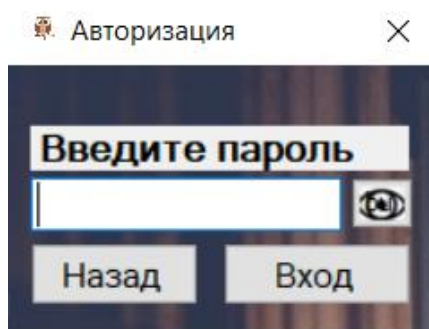 Авторизация
Введите пароль
Назад Вход